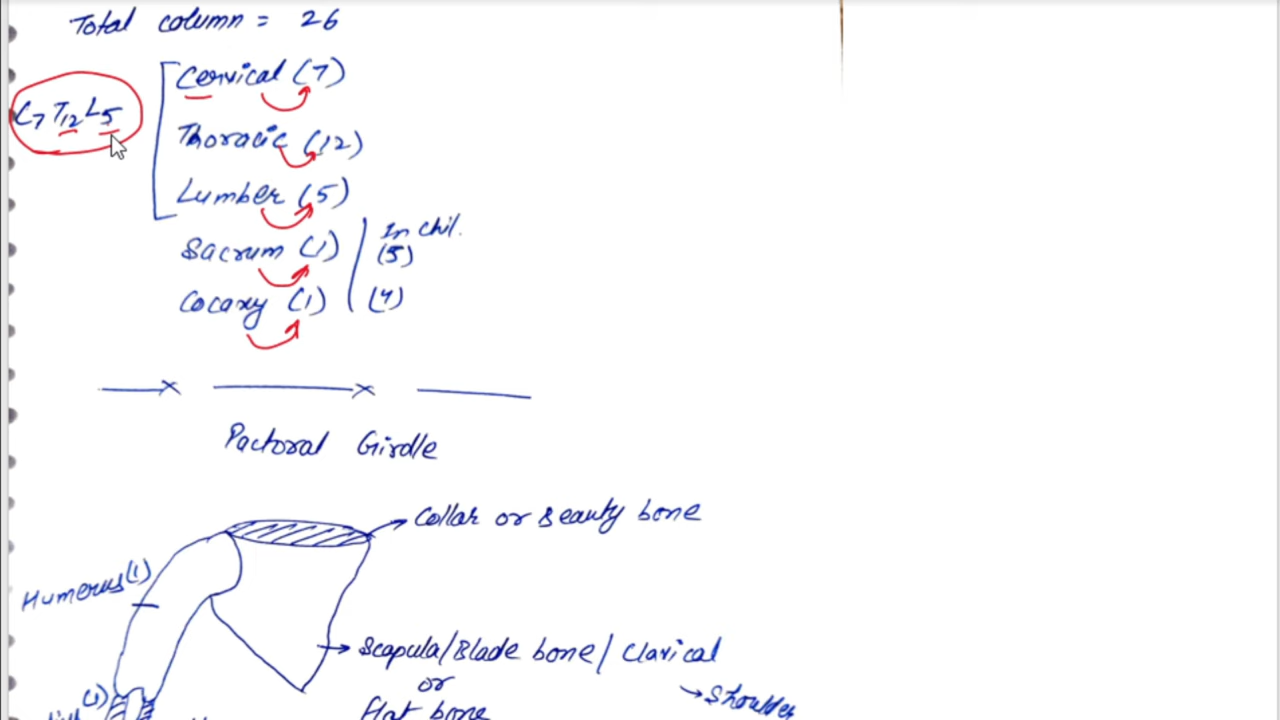 Total column = 26
Cervical (7)
C7 T12 L5
Thoracic (12)
Lumber (5)
Sacrum (1) In chil. (5)
Cocaxy (1) (4)
Pactoral Girdle
Collar or Beauty bone
Humerus (1)
Scapula/Blade bone/ Clavical
or
→Shoulder
(1)
flat bone